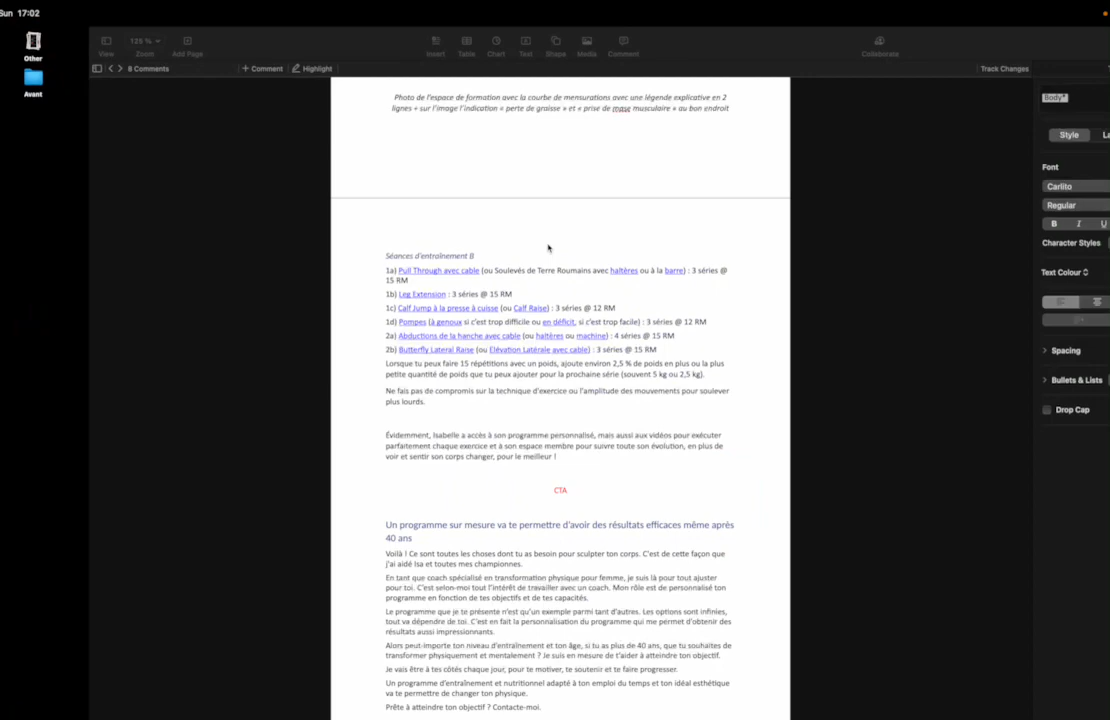 Sun 17:02
Other
Avant
View
125 %
Zoom
Add Page
Insert
Table
Chart
Text
Shape
Media
Comment
Collaborate
8 Comments
+ Comment
Highlight
Track Changes
Photo de l'espace de formation avec la courbe de mensurations avec une légende explicative en 2
lignes + sur l'image l'indication « perte de graisse » et « prise de mase musculaire » au bon endroit
Séances d'entraînement B
1a) Pull Through avec cable (ou Soulevés de Terre Roumains avec haltères ou à la barre) : 3 séries @
15 RM
1b) Leg Extension : 3 séries @ 15 RM
1c) Calf Jump à la presse à cuisse (ou Calf Raise) : 3 séries @ 12 RM
1d) Pompes (à genoux si c'est trop difficile ou en déficit, si c'est trop facile) : 3 séries @ 12 RM
2a) Abductions de la hanche avec cable (ou haltères ou machine) : 4 séries @ 15 RM
2b) Butterfly Lateral Raise (ou Elévation Latérale avec cable) : 3 séries @ 15 RM
Lorsque tu peux faire 15 répétitions avec un poids, ajoute environ 2,5 % de poids en plus ou la plus
petite quantité de poids que tu peux ajouter pour la prochaine série (souvent 5 kg ou 2,5 kg).
Ne fais pas de compromis sur la technique d'exercice ou l'amplitude des mouvements pour soulever
plus lourds.
Évidemment, Isabelle a accès à son programme personnalisé, mais aussi aux vidéos pour exécuter
parfaitement chaque exercice et à son espace membre pour suivre toute son évolution, en plus de
voir et sentir son corps changer, pour le meilleur !
CTA
Un programme sur mesure va te permettre d'avoir des résultats efficaces même après
40 ans
Voilà ! Ce sont toutes les choses dont tu as besoin pour sculpter ton corps. C'est de cette façon que
j'ai aidé Isa et toutes mes championnes.
En tant que coach spécialisé en transformation physique pour femme, je suis là pour tout ajuster
pour toi. C'est selon-moi tout l'intérêt de travailler avec un coach. Mon rôle est de personnalisé ton
programme en fonction de tes objectifs et de tes capacités.
Le programme que je te présente n'est qu'un exemple parmi tant d'autres. Les options sont infinies,
tout va dépendre de toi. C'est en fait la personnalisation du programme qui me permet d'obtenir des
résultats aussi impressionnants.
Alors peut-importe ton niveau d'entraînement et ton âge, si tu as plus de 40 ans, que tu souhaites de
transformer physiquement et mentalement ? Je suis en mesure de t'aider à atteindre ton objectif.
Je vais être à tes côtés chaque jour, pour te motiver, te soutenir et te faire progresser.
Un programme d'entraînement et nutritionnel adapté à ton emploi du temps et ton idéal esthétique
va te permettre de changer ton physique.
Prête à atteindre ton objectif ? Contacte-moi.
Body*
Style
La
Font
Carlito
Regular
B
I
U
Character Styles
Text Colour
Spacing
Bullets & Lists
Drop Cap